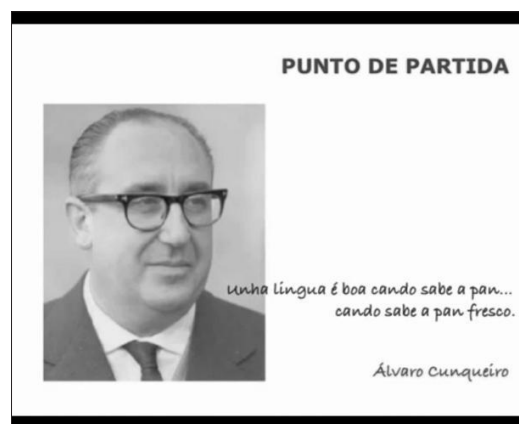 PUNTO DE PARTIDA
unha lingua é boa cando sabe a pan...
cando sabe a pan fresco.
Álvaro Cunqueiro